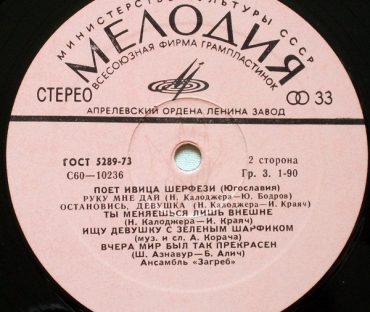 МИНИСТЕРСТВО КУЛЬТУРЫ СССР
МЕЛОДИЯ
ВСЕСОЮЗНАЯ ФИРМА ГРАМПЛАСТИНОК
СТЕРЕО
33
АПРЕЛЕВСКИЙ ОРДЕНА ЛЕНИНА ЗАВОД
ГОСТ 5289-73
2 сторона
С60—10236
Гр. 3. 1-90
ПОЕТ ИВИЦА ШЕРФЕЗИ (Югославия)
РУКУ МНЕ ДАЙ (Н. Калоджера—Ю. Бодров)
ОСТАНОВИСЬ, ДЕВУШКА (Н. Калоджера—И. Краяч)
ТЫ МЕНЯЕШЬСЯ ЛИШЬ ВНЕШНЕ
(Н. Калоджера—И. Краяч)
ИЩУ ДЕВУШКУ С ЗЕЛЕНЫМ ШАРФИКОМ
(муз. и сл. А. Корача)
ВЧЕРА МИР БЫЛ ТАК ПРЕКРАСЕН
(Ш. Азнавур—Б. Алич)
Ансамбль «Загреб»